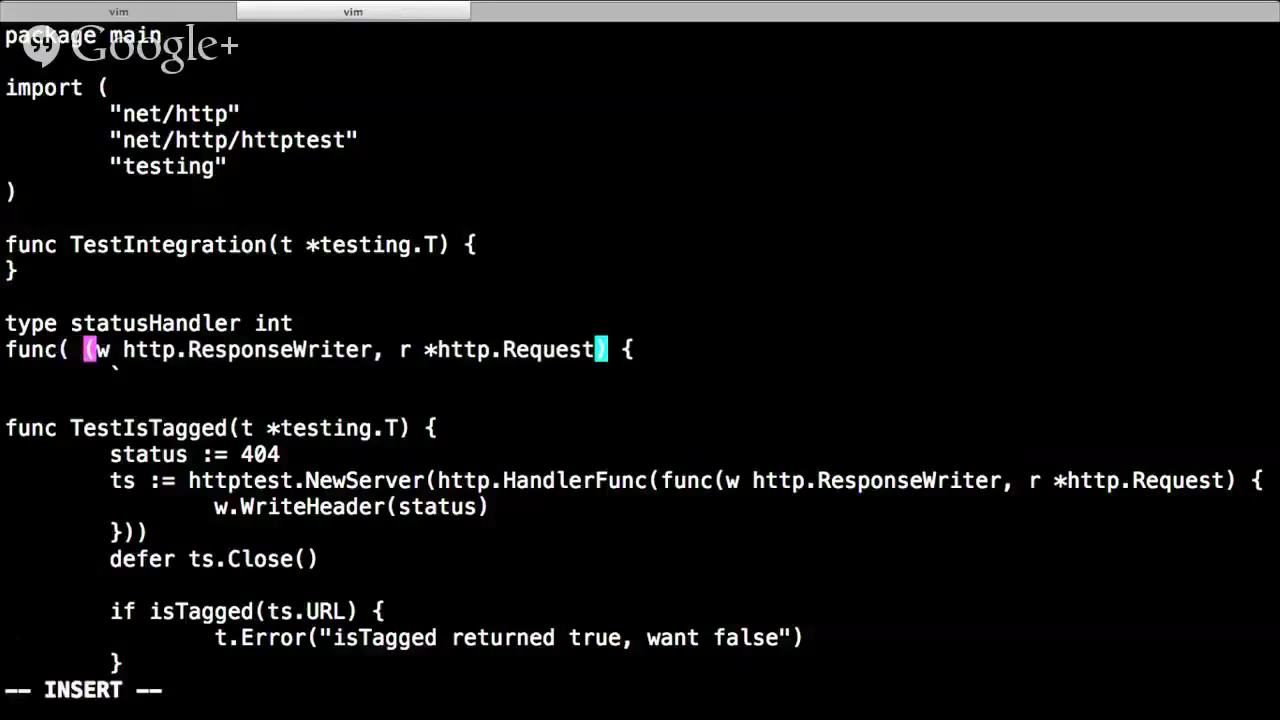 vim
vim
Google+
package main
import (
"net/http"
"net/http/httptest"
"testing"
)
func TestIntegration(t *testing.T) {
}
type statusHandler int
func( (w http.ResponseWriter, r *http.Request) {
`
func TestIsTagged(t *testing.T) {
status := 404
ts := httptest.NewServer(http.HandlerFunc(func(w http.ResponseWriter, r *http.Request) {
w.WriteHeader(status)
}))
defer ts.Close()
if isTagged(ts.URL) {
t.Error("isTagged returned true, want false")
}
-- INSERT --